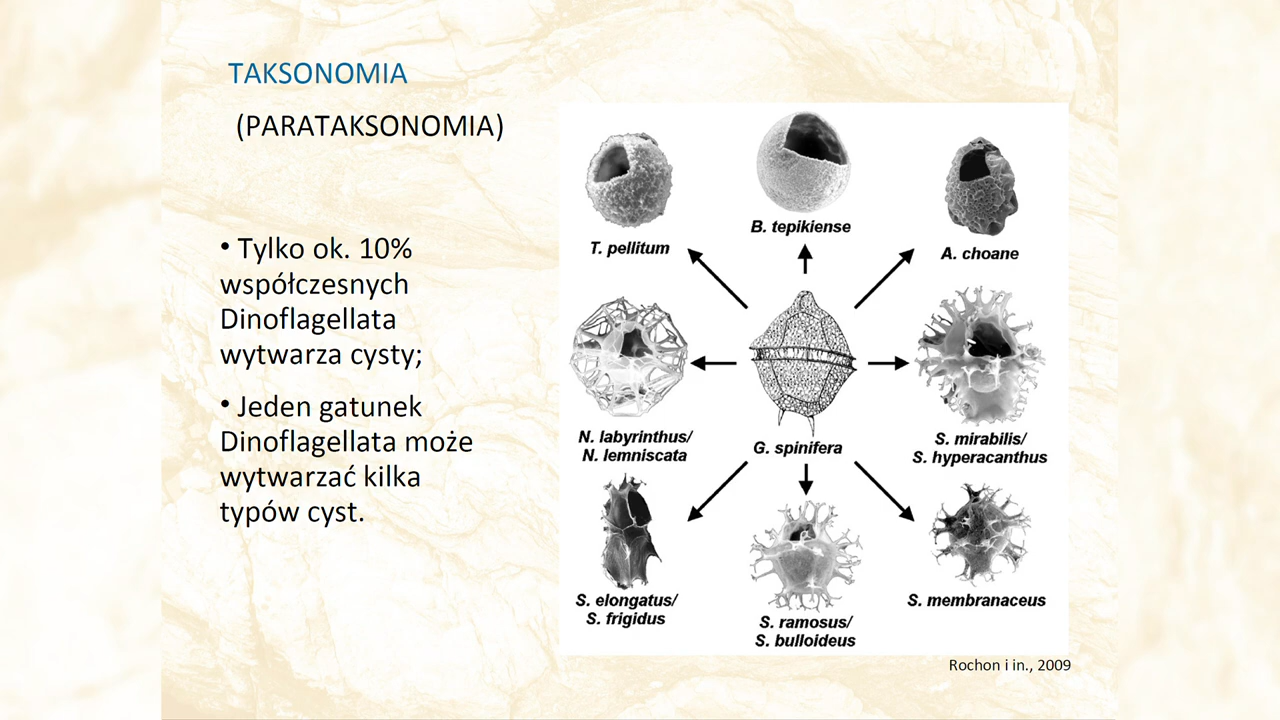 TAKSONOMIA
(PARATAKSONOMIA)
• Tylko ok. 10%
współczesnych
Dinoflagellata
wytwarza cysty;
• Jeden gatunek
Dinoflagellata może
wytwarzać kilka
typów cyst.
T. pellitum
B. tepikiense
A. choane
N. labyrinthus/
N. lemniscata
G. spinifera
S. mirabilis/
S. hyperacanthus
S. elongatus/
S. frigidus
S. ramosus/
S. bulloideus
S. membranaceus
Rochon i in., 2009